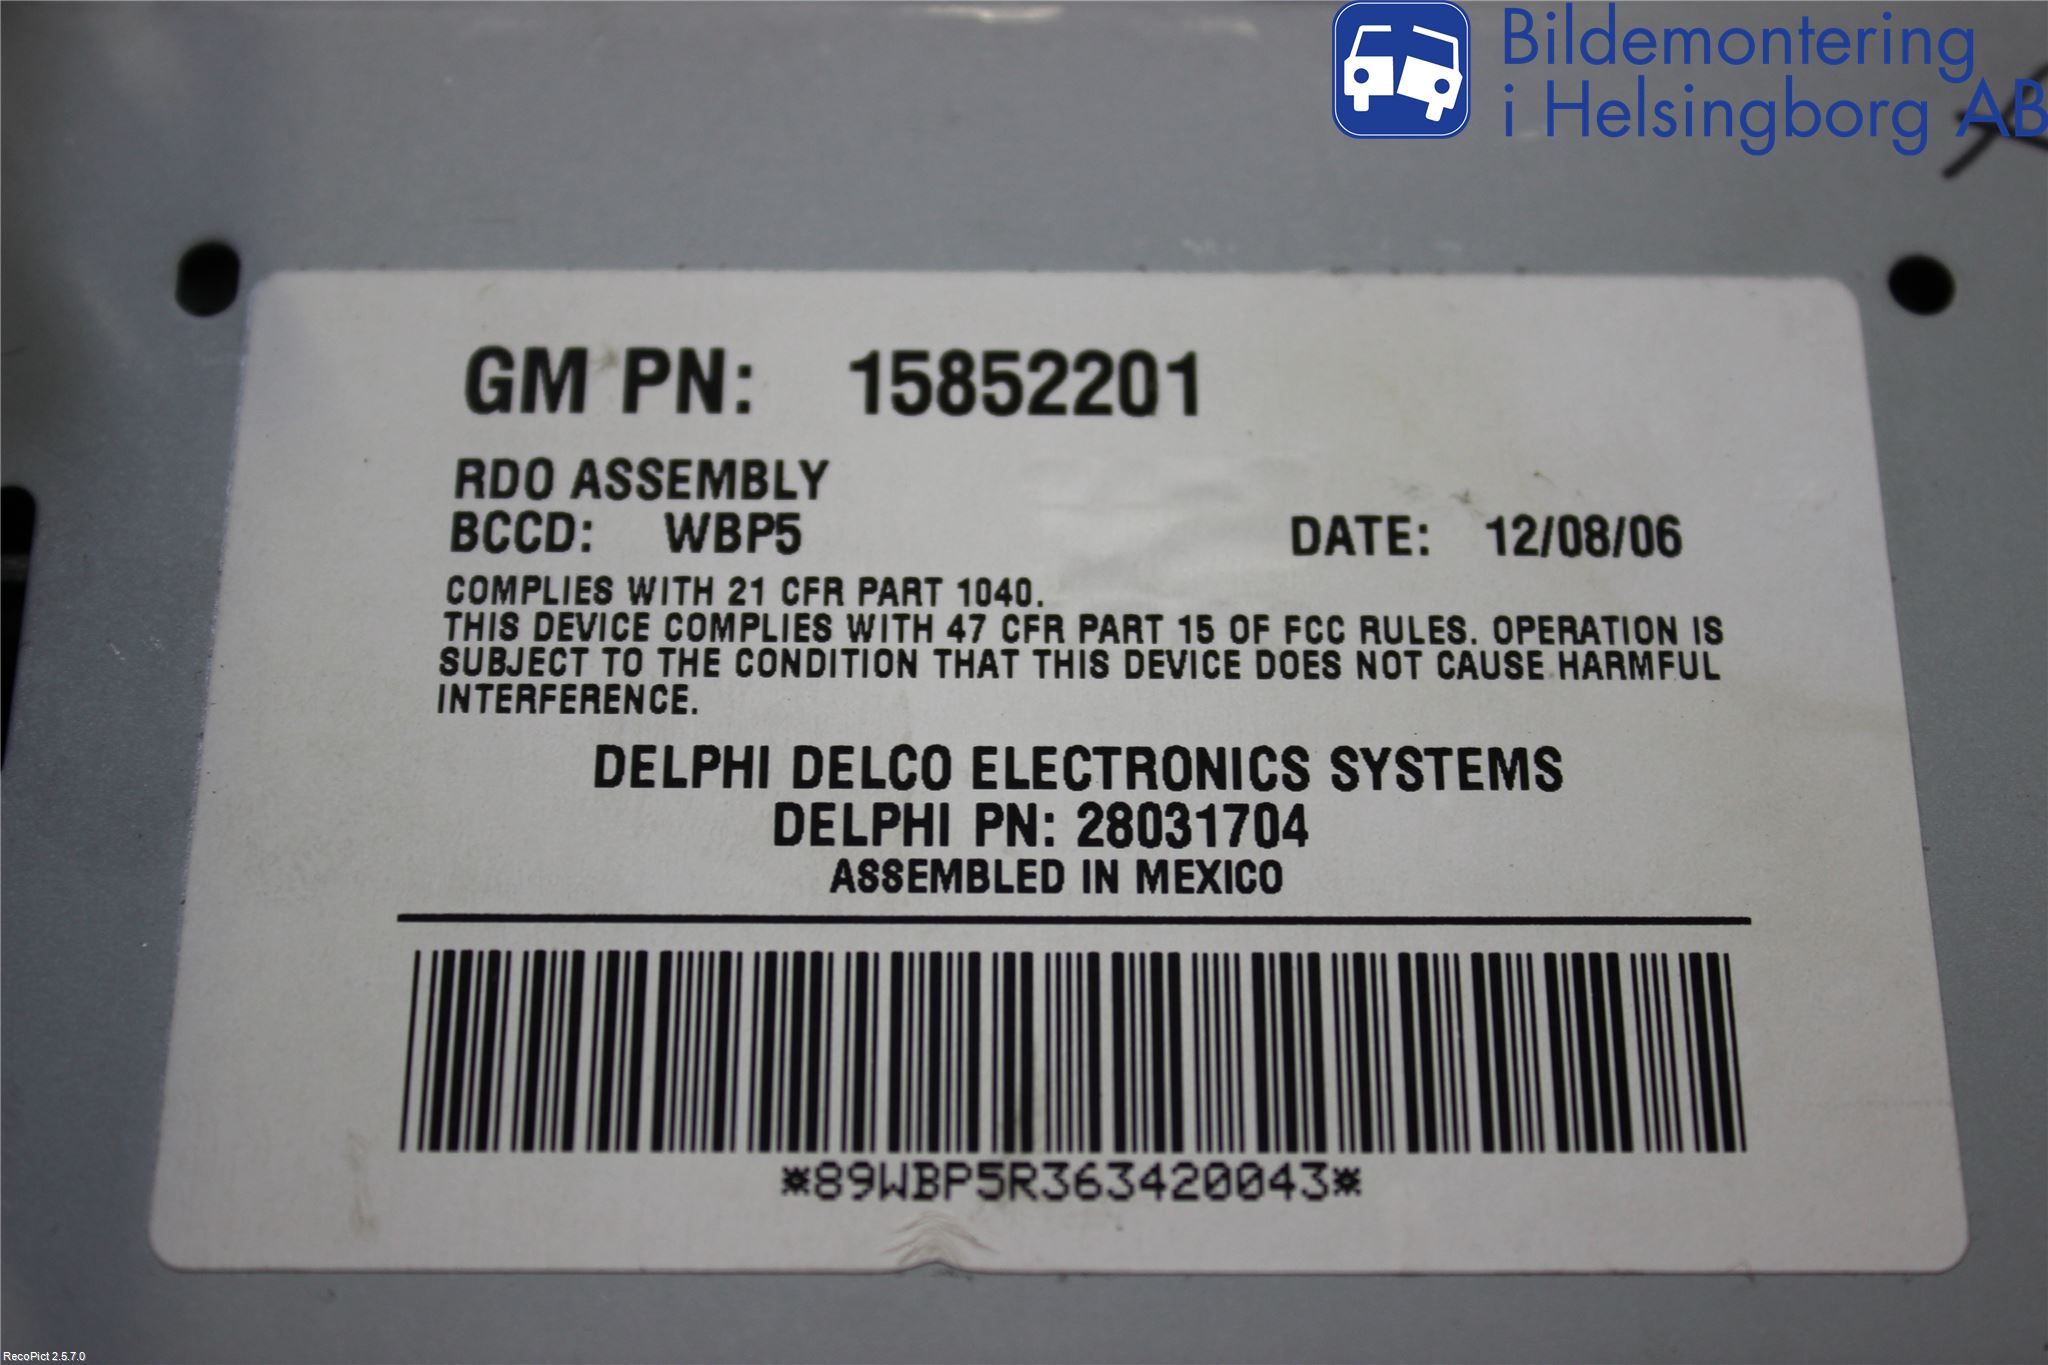 Bildemontering
i Helsingborg AB
GM PN: 15852201
RDO ASSEMBLY
BCCD: WBP5 DATE: 12/08/06
COMPLIES WITH 21 CFR PART 1040.
THIS DEVICE COMPLIES WITH 47 CFR PART 15 OF FCC RULES. OPERATION IS
SUBJECT TO THE CONDITION THAT THIS DEVICE DOES NOT CAUSE HARMFUL
INTERFERENCE.
DELPHI DELCO ELECTRONICS SYSTEMS
DELPHI PN: 28031704
ASSEMBLED IN MEXICO
*89WBP5R363420043*
RecoPict 2.5.7.0